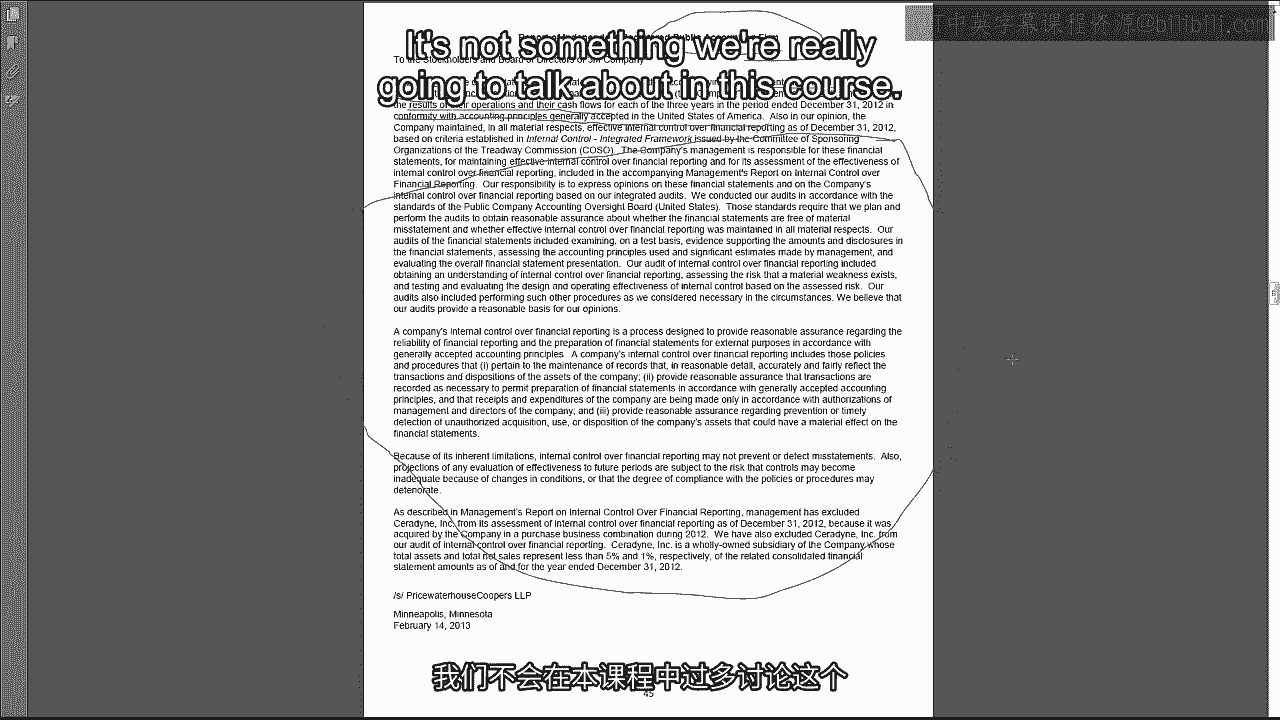 中英字幕课程
@bilibili.com
It's not something we're really
going to talk about in this course.
To the Stockholders and Board of Directors of 3M Company
the results of their operations and their cash flows for each of the three years in the period ended December 31, 2012 in
conformity with accounting principles generally accepted in the United States of America. Also in our opinion, the
Company maintained, in all material respects, effective internal control over financial reporting as of December 31, 2012,
based on criteria established in Internal Control - Integrated Framework issued by the Committee of Sponsoring
Organizations of the Treadway Commission (COSO). The Company's management is responsible for these financial
statements, for maintaining effective internal control over financial reporting and for its assessment of the effectiveness of
internal control over financial reporting, included in the accompanying Management's Report on Internal Control over
Financial Reporting. Our responsibility is to express opinions on these financial statements and on the Company's
internal control over financial reporting based on our integrated audits. We conducted our audits in accordance with the
standards of the Public Company Accounting Oversight Board (United States). Those standards require that we plan and
perform the audits to obtain reasonable assurance about whether the financial statements are free of material
misstatement and whether effective internal control over financial reporting was maintained in all material respects. Our
audits of the financial statements included examining, on a test basis, evidence supporting the amounts and disclosures in
the financial statements, assessing the accounting principles used and significant estimates made by management, and
evaluating the overall financial statement presentation. Our audit of internal control over financial reporting included
obtaining an understanding of internal control over financial reporting, assessing the risk that a material weakness exists,
and testing and evaluating the design and operating effectiveness of internal control based on the assessed risk. Our
audits also included performing such other procedures as we considered necessary in the circumstances. We believe that
our audits provide a reasonable basis for our opinions.
A company's internal control over financial reporting is a process designed to provide reasonable assurance regarding the
reliability of financial reporting and the preparation of financial statements for external purposes in accordance with
generally accepted accounting principles. A company's internal control over financial reporting includes those policies
and procedures that (i) pertain to the maintenance of records that, in reasonable detail, accurately and fairly reflect the
transactions and dispositions of the assets of the company; (ii) provide reasonable assurance that transactions are
recorded as necessary to permit preparation of financial statements in accordance with generally accepted accounting
principles, and that receipts and expenditures of the company are being made only in accordance with authorizations of
management and directors of the company; and (iii) provide reasonable assurance regarding prevention or timely
detection of unauthorized acquisition, use, or disposition of the company's assets that could have a material effect on the
financial statements.
Because of its inherent limitations, internal control over financial reporting may not prevent or detect misstatements. Also,
projections of any evaluation of effectiveness to future periods are subject to the risk that controls may become
inadequate because of changes in conditions, or that the degree of compliance with the policies or procedures may
deteriorate.
As described in Management's Report on Internal Control Over Financial Reporting, management has excluded
Ceradyne, Inc. from its assessment of internal control over financial reporting as of December 31, 2012, because it was
acquired by the Company in a purchase business combination during 2012. We have also excluded Ceradyne, Inc. from
our audit of internal control over financial reporting. Ceradyne, Inc. is a wholly-owned subsidiary of the Company whose
total assets and total net sales represent less than 5% and 1%, respectively, of the related consolidated financial
statement amounts as of and for the year ended December 31, 2012.
/s/ PricewaterhouseCoopers LLP
Minneapolis, Minnesota
February 14, 2013
我们不会在本课程中过多讨论这个
45